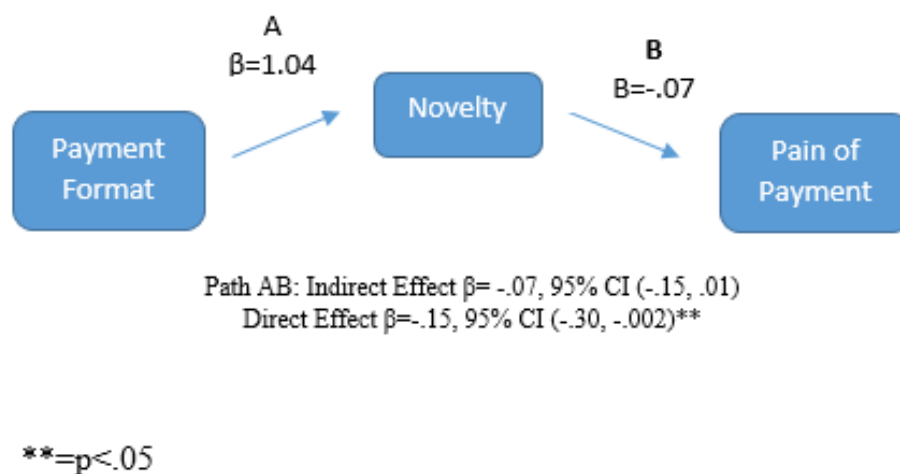 A
β=1.04
B
B=-.07
Novelty
Payment
Format
Pain of
Payment
Path AB: Indirect Effect β= -.07, 95% CI (-.15, .01)
Direct Effect β=-.15, 95% CI (-.30, -.002)**
**=p<.05